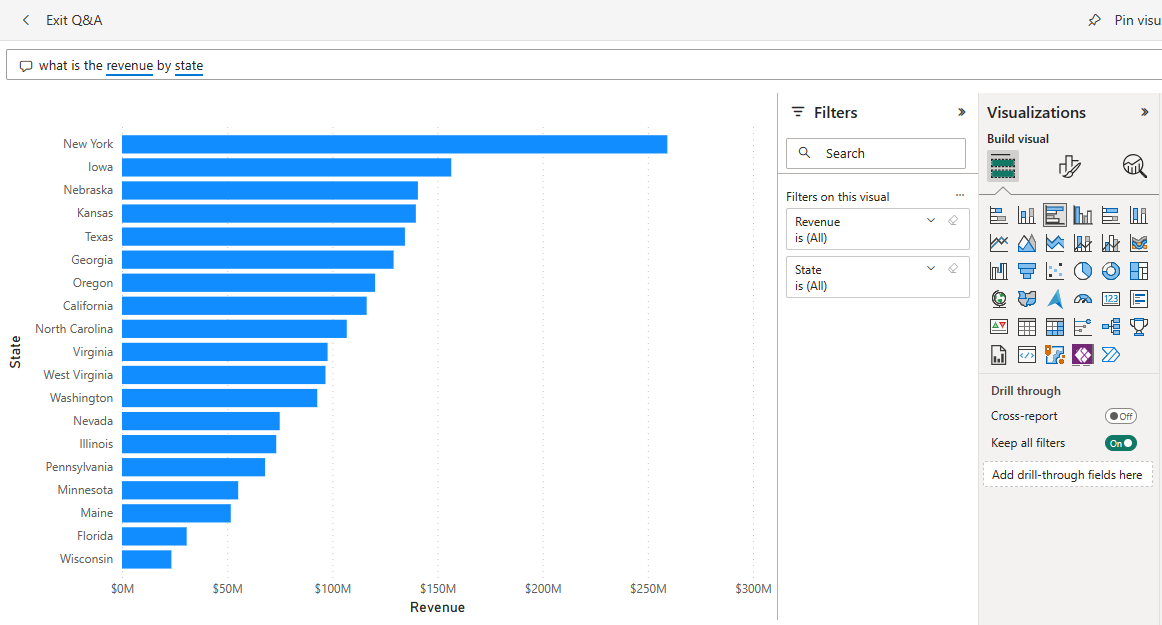 Exit Q&A
Pin visu
what is the revenue by state
New York
Iowa
Nebraska
Kansas
Texas
Georgia
Oregon
California
North Carolina
Virginia
West Virginia
Washington
Nevada
Illinois
Pennsylvania
Minnesota
Maine
Florida
Wisconsin
State
$0M $50M $100M $150M $200M $250M $300M
Revenue
Filters
Search
Filters on this visual
Revenue
is (All)
State
is (All)
Visualizations
Build visual
123
Drill through
Cross-report Off
Keep all filters On
Add drill-through fields here